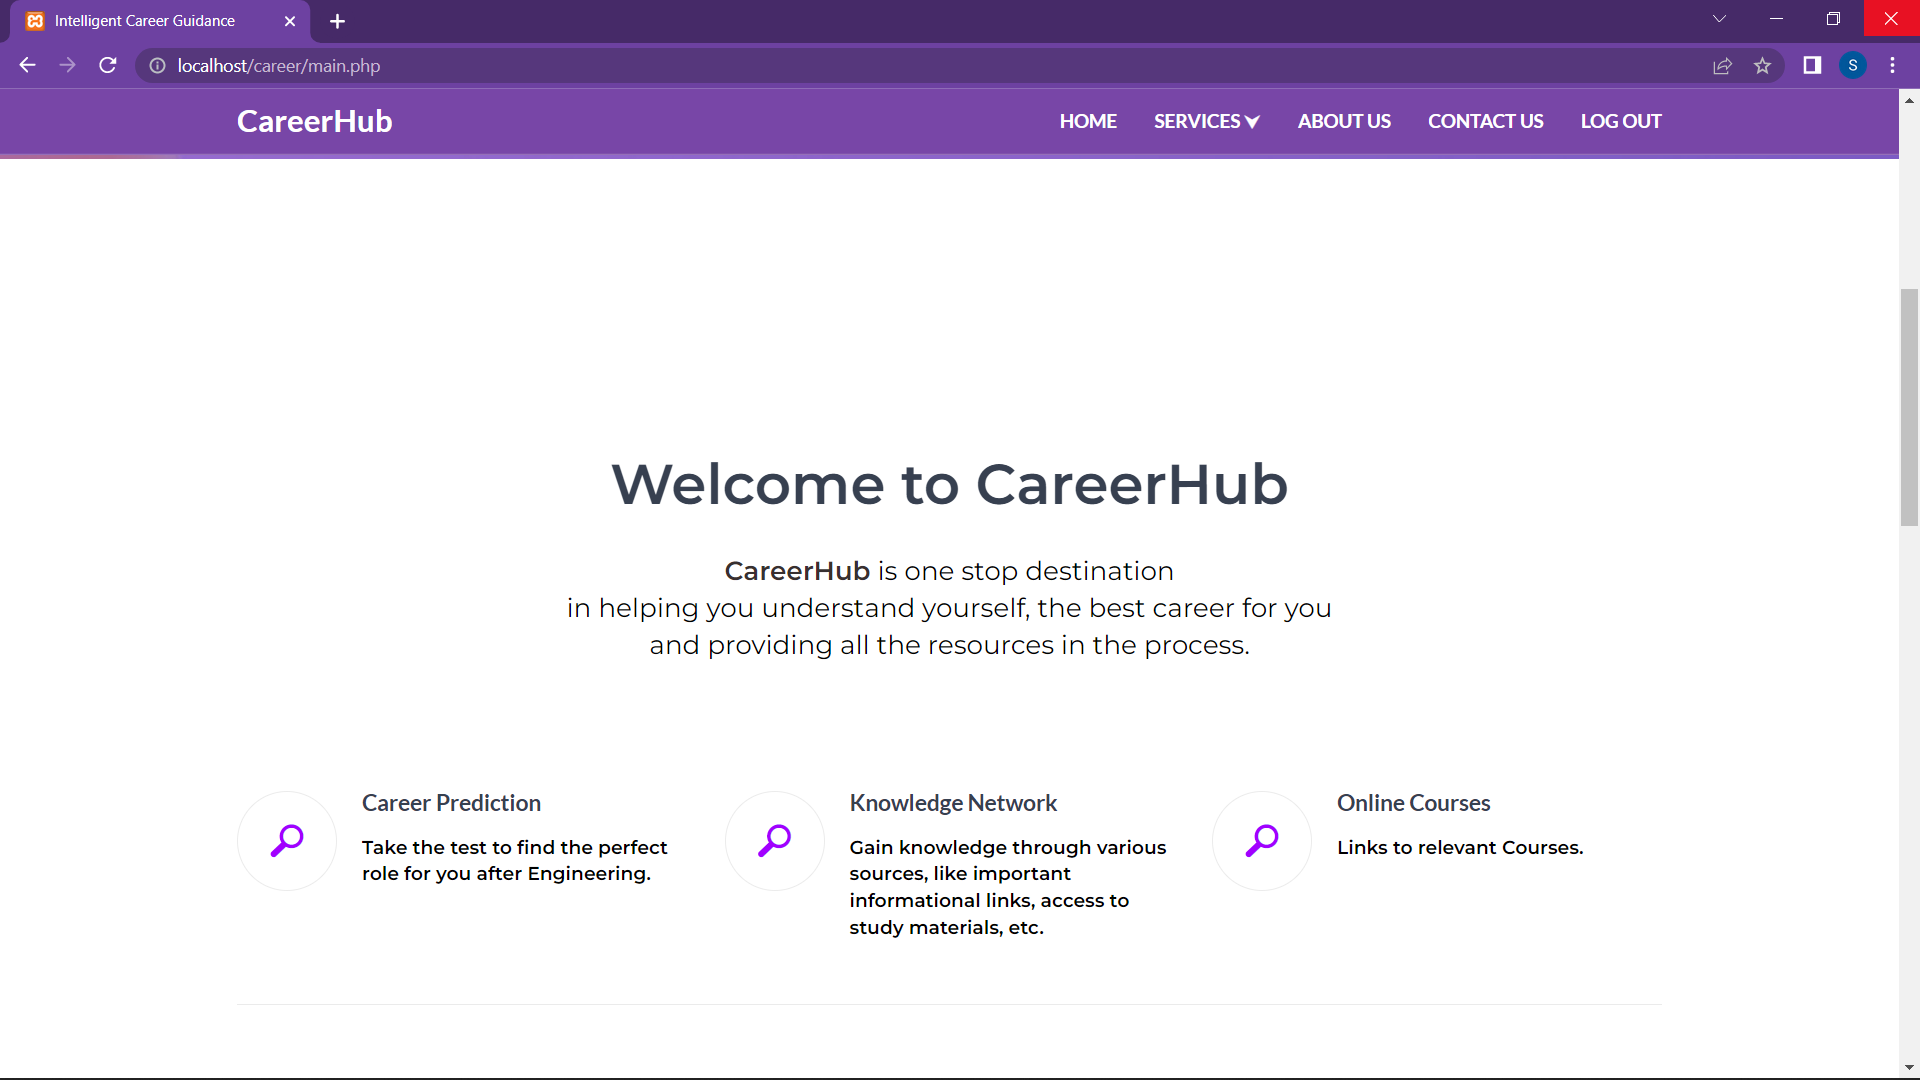 Intelligent Career Guidance
localhost/career/main.php
S
CareerHub
HOME SERVICES ABOUT US CONTACT US LOG OUT
Welcome to CareerHub
CareerHub is one stop destination
in helping you understand yourself, the best career for you
and providing all the resources in the process.
Career Prediction
Take the test to find the perfect
role for you after Engineering.
Knowledge Network
Gain knowledge through various
sources, like important
informational links, access to
study materials, etc.
Online Courses
Links to relevant Courses.